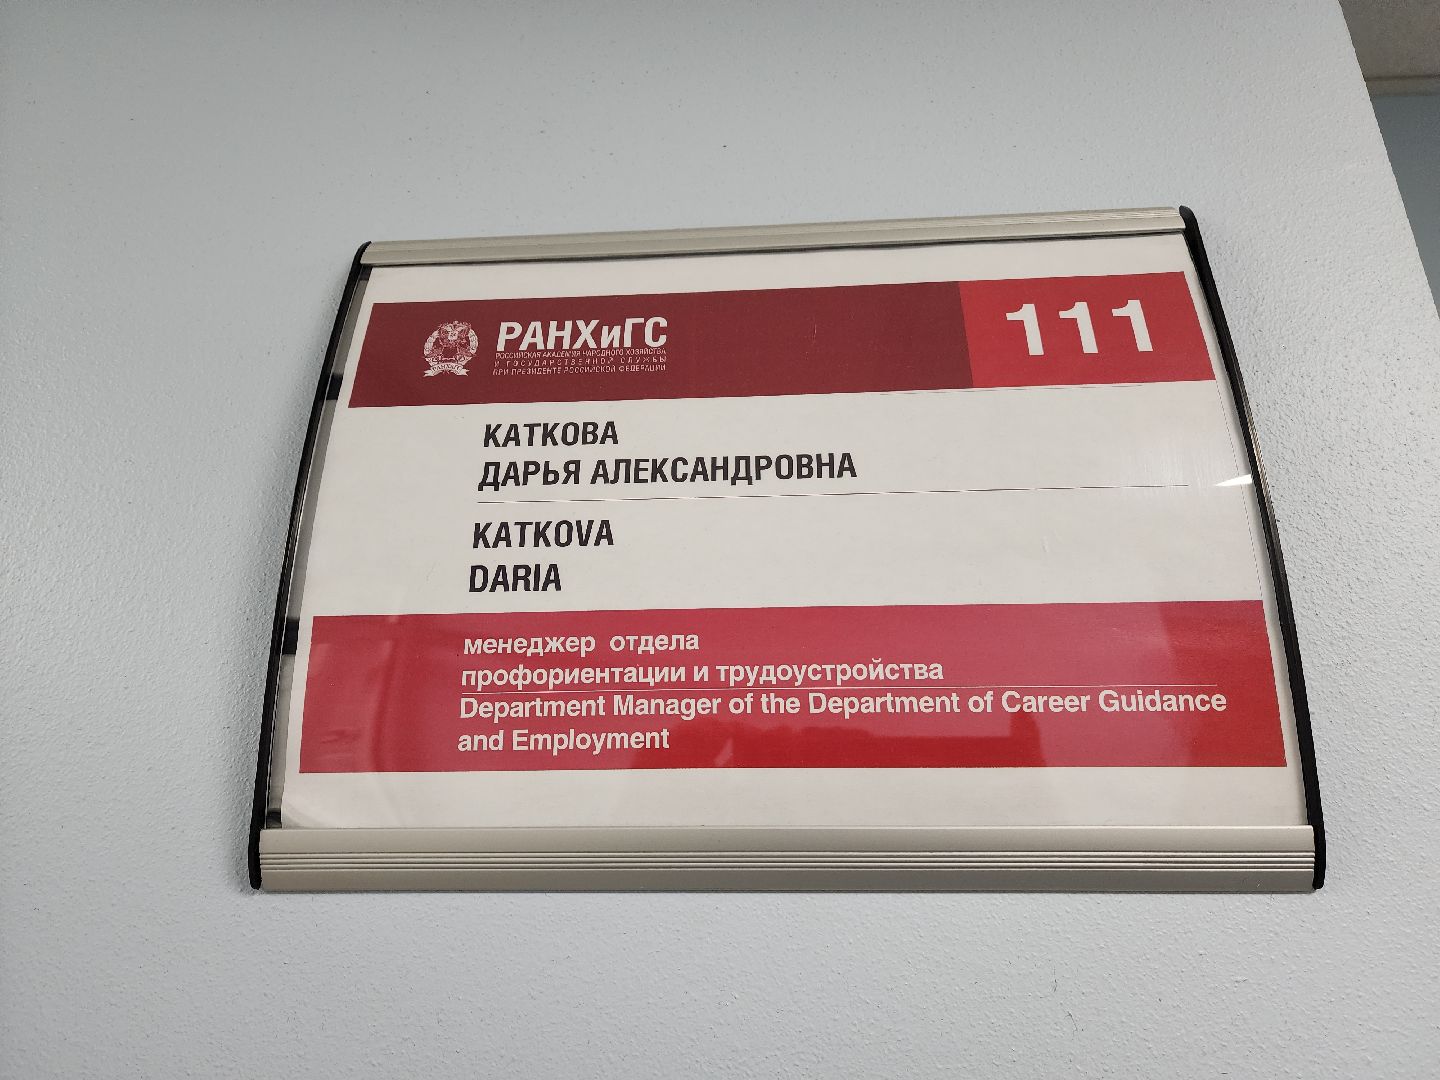 РАНХиГС
РОССИЙСКАЯ АКАДЕМИЯ НАРОДНОГО ХОЗЯЙСТВА
И ГОСУДАРСТВЕННОЙ СЛУЖБЫ
ПРИ ПРЕЗИДЕНТЕ РОССИЙСКОЙ ФЕДЕРАЦИИ
РАНХиГС
111
КАТКОВА
ДАРЬЯ АЛЕКСАНДРОВНА
KATKOVA
DARIA
менеджер отдела
профориентации и трудоустройства
Department Manager of the Department of Career Guidance
and Employment